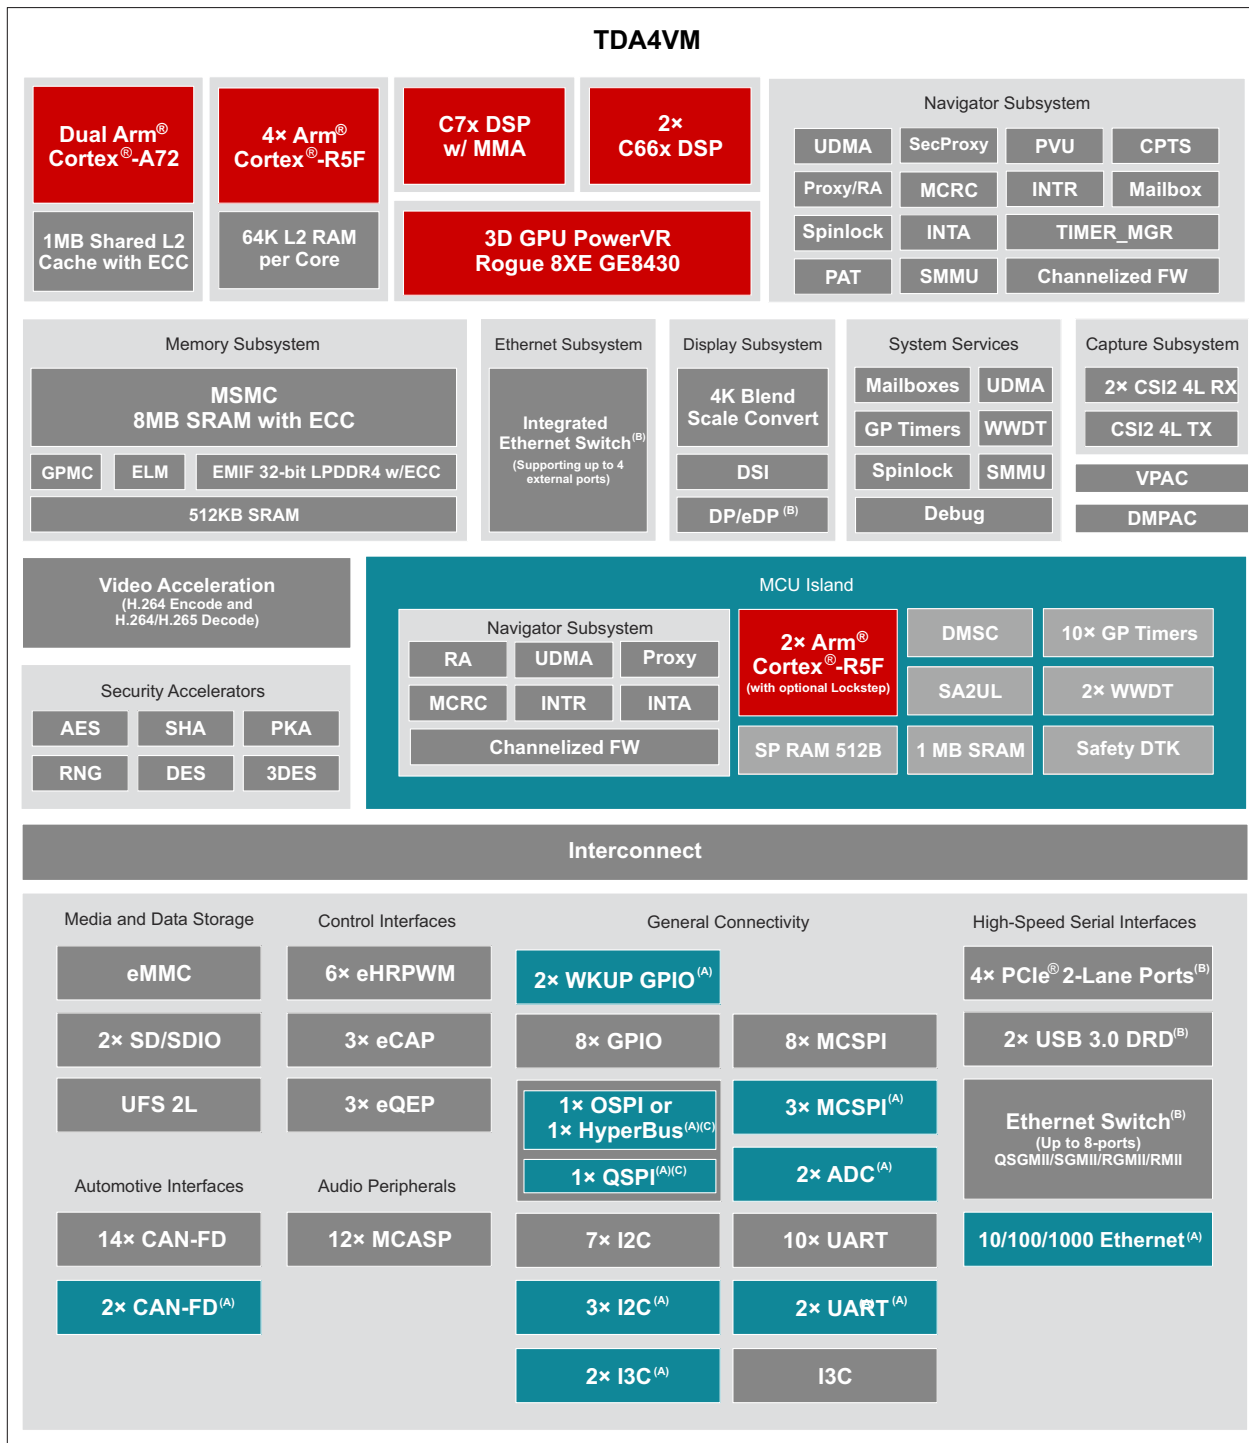 TDA4VM
Dual Arm®
Cortex®-A72
1MB Shared L2
Cache with ECC
4× Arm®
Cortex®-R5F
64K L2 RAM
per Core
C7x DSP
w/ MMA
2×
C66x DSP
3D GPU PowerVR
Rogue 8XE GE8430
Navigator Subsystem
UDMA
SecProxy
PVU
CPTS
Proxy/RA
MCRC
INTR
Mailbox
Spinlock
INTA
TIMER_MGR
PAT
SMMU
Channelized FW
Memory Subsystem
MSMC
8MB SRAM with ECC
GPMC
ELM
EMIF 32-bit LPDDR4 w/ECC
512KB SRAM
Ethernet Subsystem
Integrated
Ethernet Switch(B)
(Supporting up to 4
external ports)
Display Subsystem
4K Blend
Scale Convert
DSI
DP/eDP (B)
System Services
Mailboxes
UDMA
GP Timers
WWDT
Spinlock
SMMU
Debug
Capture Subsystem
2× CSI2 4L RX
CSI2 4L TX
VPAC
DMPAC
Video Acceleration
(H.264 Encode and
H.264/H.265 Decode)
Security Accelerators
AES
SHA
PKA
RNG
DES
3DES
MCU Island
Navigator Subsystem
RA
UDMA
Proxy
MCRC
INTR
INTA
Channelized FW
2× Arm®
Cortex®-R5F
(with optional Lockstep)
DMSC
10× GP Timers
SA2UL
2× WWDT
SP RAM 512B
1 MB SRAM
Safety DTK
Interconnect
Media and Data Storage
eMMC
2× SD/SDIO
UFS 2L
Automotive Interfaces
14× CAN-FD
2× CAN-FD(A)
Control Interfaces
6× eHRPWM
3× eCAP
3× eQEP
Audio Peripherals
12× MCASP
General Connectivity
2× WKUP GPIO(A)
8× GPIO
8× MCSPI
1× OSPI or
1× HyperBus(A)(C)
3× MCSPI(A)
1× QSPI(A)(C)
2× ADC(A)
7× I2C
10× UART
3× I2C(A)
2× UART(A)
2× I3C(A)
I3C
High-Speed Serial Interfaces
4× PCIe® 2-Lane Ports(B)
2× USB 3.0 DRD(B)
Ethernet Switch(B)
(Up to 8-ports)
QSGMII/SGMII/RGMII/RMII
10/100/1000 Ethernet(A)